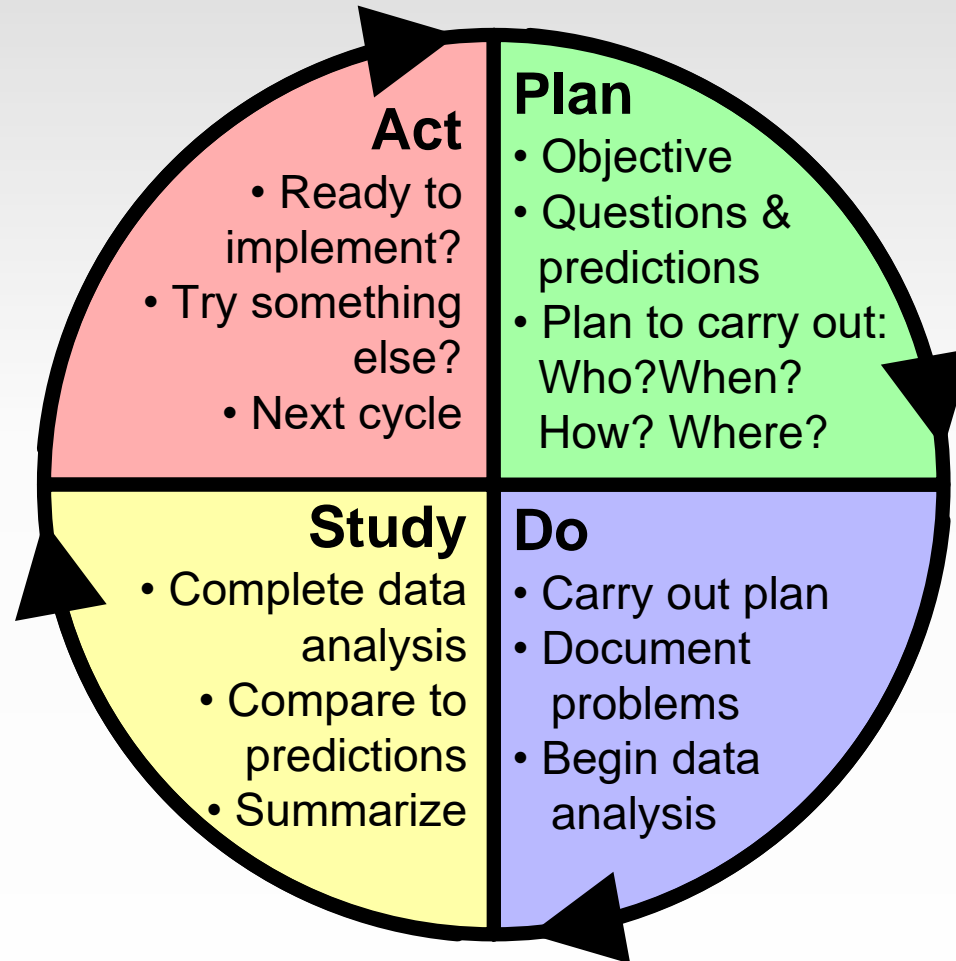 Plan
• Objective
• Questions &
predictions
• Plan to carry out:
Who?When?
How? Where?
Do
• Carry out plan
• Document
problems
• Begin data
analysis
Study
• Complete data
analysis
• Compare to
predictions
• Summarize
Act
• Ready to
implement?
• Try something
else?
• Next cycle